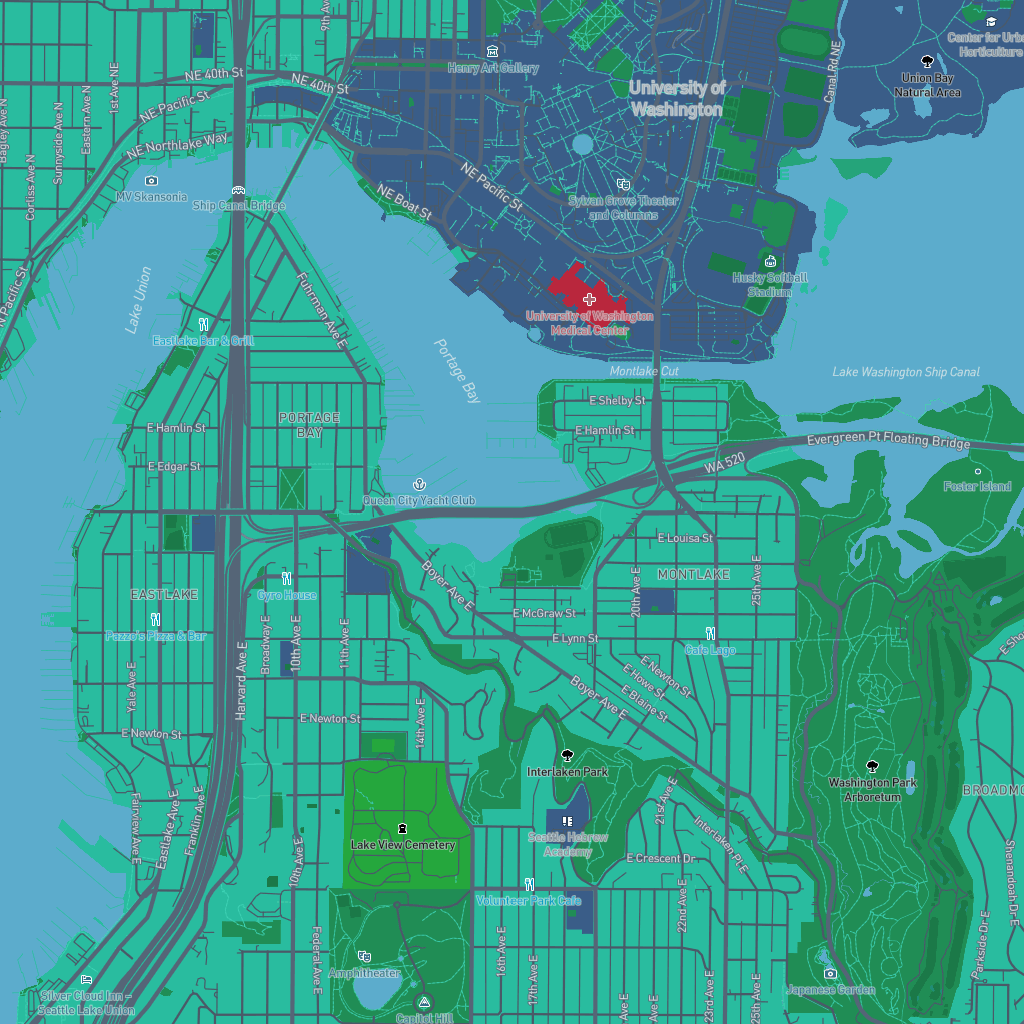 9th Ave
Center for Urb
Horticulture
Henry Art Gallery
NE 40th St
NE 40th St
1st Ave NE
University of
Washington
Canal Rd NE
Union Bay
Natural Area
NE Pacific St
Bagley Ave N
Sunnyside Ave N
Eastern Ave N
Corliss Ave N
NE Northlake Way
MV Skansonia
Ship Canal Bridge
NE Pacific St
NE Boat St
Sylvan Grove Theater
and Columns
N Pacific St
Lake Union
Fuhrman Ave E
Husky Softball
Stadium
University of Washington
Medical Center
Eastlake Bar & Grill
Portage Bay
Montlake Cut
Lake Washington Ship Canal
E Shelby St
PORTAGE
BAY
E Hamlin St
E Hamlin St
E Edgar St
Evergreen Pt Floating Bridge
WA 520
Foster Island
Queen City Yacht Club
E Louisa St
MONTLAKE
25th Ave E
20th Ave E
Boyer Ave E
Gyro House
EASTLAKE
E McGraw St
Pazzo's Pizza & Bar
E Lynn St
Cafe Lago
Broadway E
10th Ave E
11th Ave E
E Sho
E Newton St
E Howe St
E Blaine St
Boyer Ave E
Yale Ave E
Harvard Ave E
14th Ave E
E Newton St
E Newton St
Interlaken Park
Washington Park
Arboretum
BROADMO
Fairview Ave E
Eastlake Ave E
Franklin Ave E
21st Ave E
Interlaken Pl E
Lake View Cemetery
Seattle Hebrew
Academy
E Crescent Dr
10th Ave E
Volunteer Park Cafe
22nd Ave E
Shenandoah Dr E
Parkside Dr E
Federal Ave E
16th Ave E
17th Ave E
Amphitheater
Japanese Garden
Silver Cloud Inn –
Seattle Lake Union
Capitol Hill
Ave E
Ave E
23rd Ave E
25th Ave E